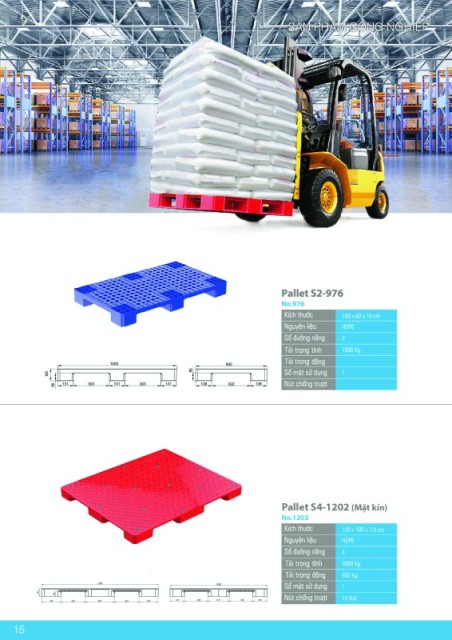 SẢN PHẨM CÔNG NGHIỆP
Pallet S2-976
No.976
Kích thước 100 x 60 x 15 cm
Nguyên liệu HDPE
Số đường nâng 2
Tải trọng tĩnh 1000 Kg
Tải trọng động
Số mặt sử dụng 1
Nút chống trượt
1000
600
Pallet S4-1202 (Mặt kín)
No.1202
Kích thước
Nguyên liệu HDPE
Số đường nâng 4
Tải trọng tĩnh
Tải trọng động
Số mặt sử dụng 1
Nút chống trượt 14 Nút
15